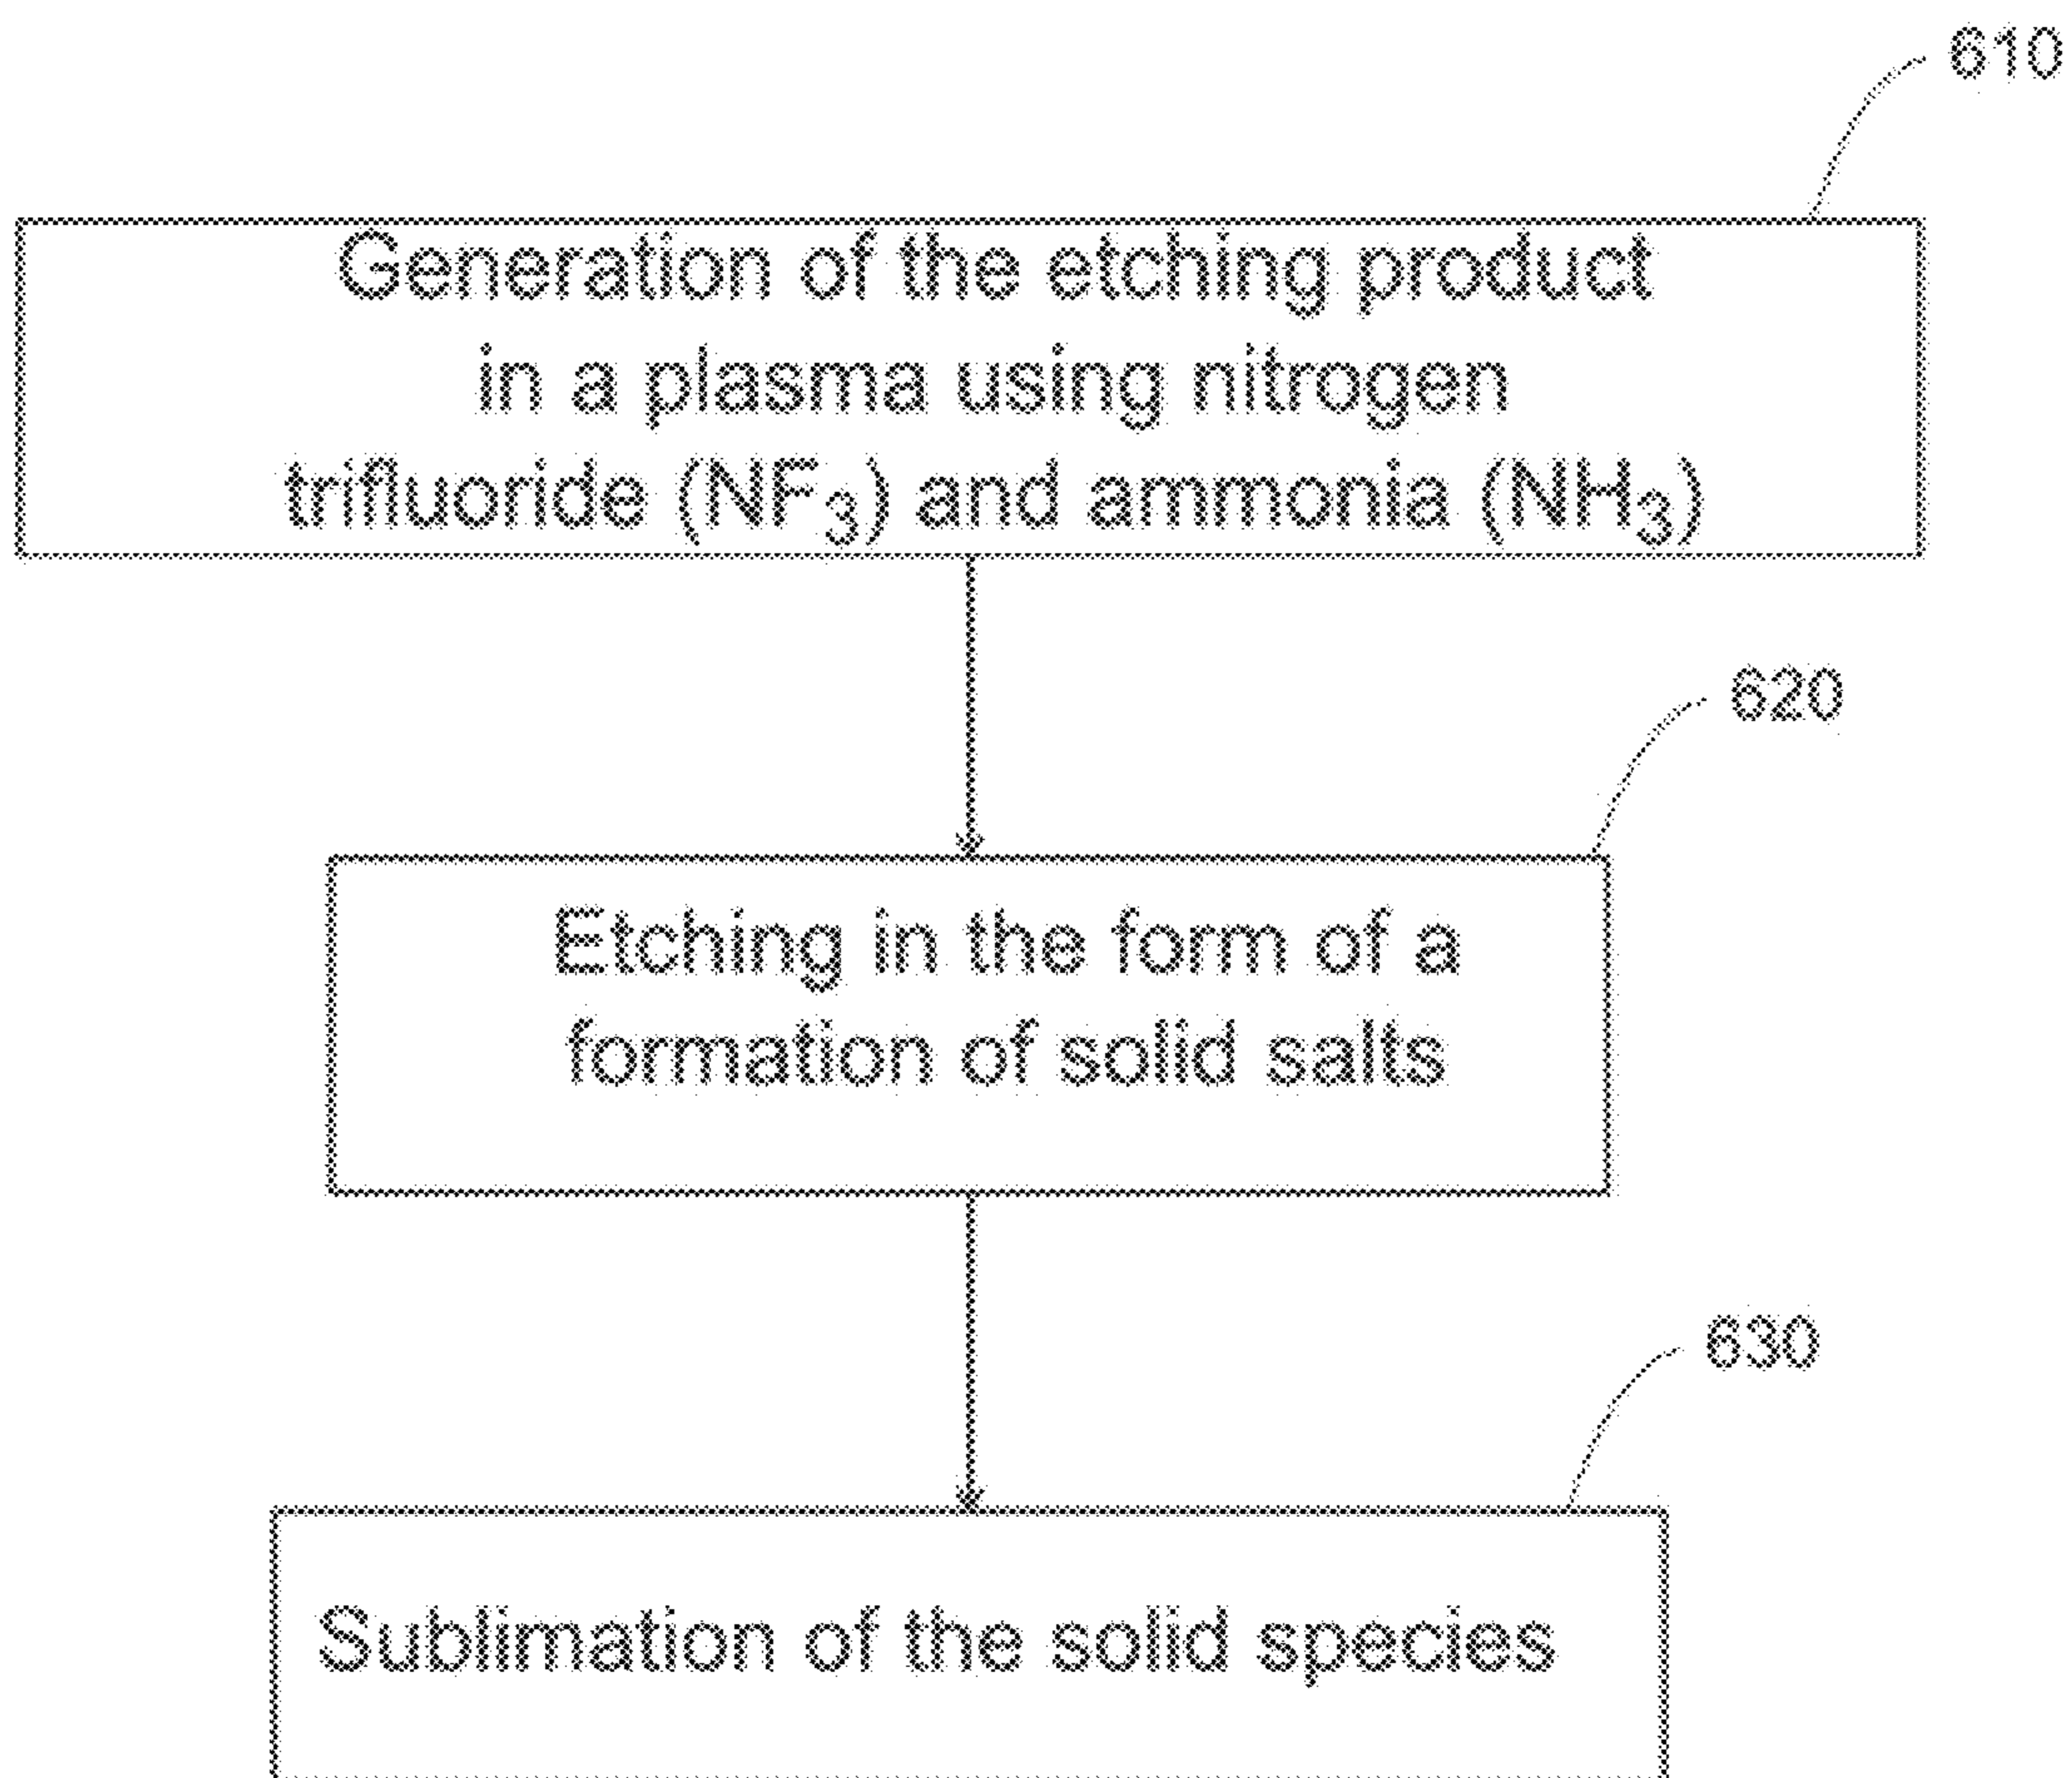 610
Generation of the etching product
in a plasma using nitrogen
trifluoride (NF₃) and ammonia (NH₃)
620
Etching in the form of a
formation of solid salts
630
Sublimation of the solid species